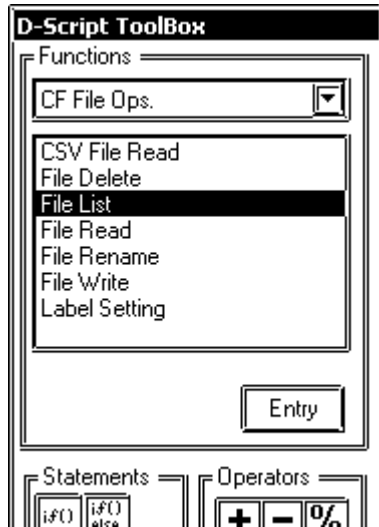 D-Script ToolBox
Functions
CF File Ops.
CSV File Read
File Delete
File List
File Read
File Rename
File Write
Label Setting
Entry
Statements
Operators
if() if() + - %
else